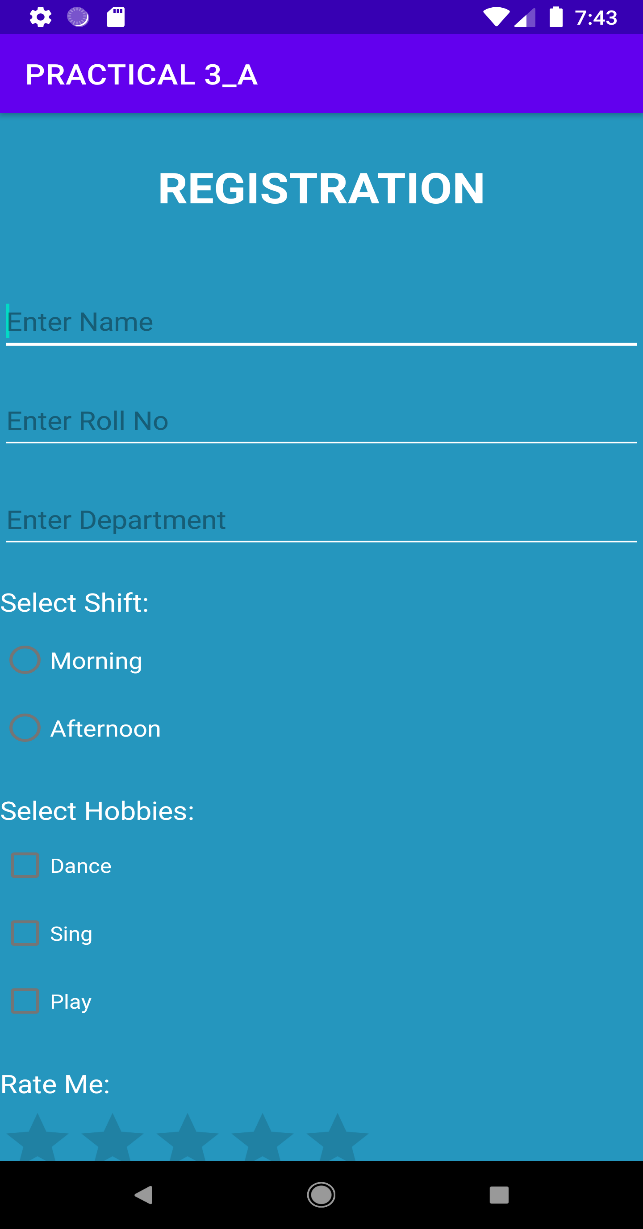 7:43
PRACTICAL 3_A
REGISTRATION
Enter Name
Enter Roll No
Enter Department
Select Shift:
Morning
Afternoon
Select Hobbies:
Dance
Sing
Play
Rate Me: